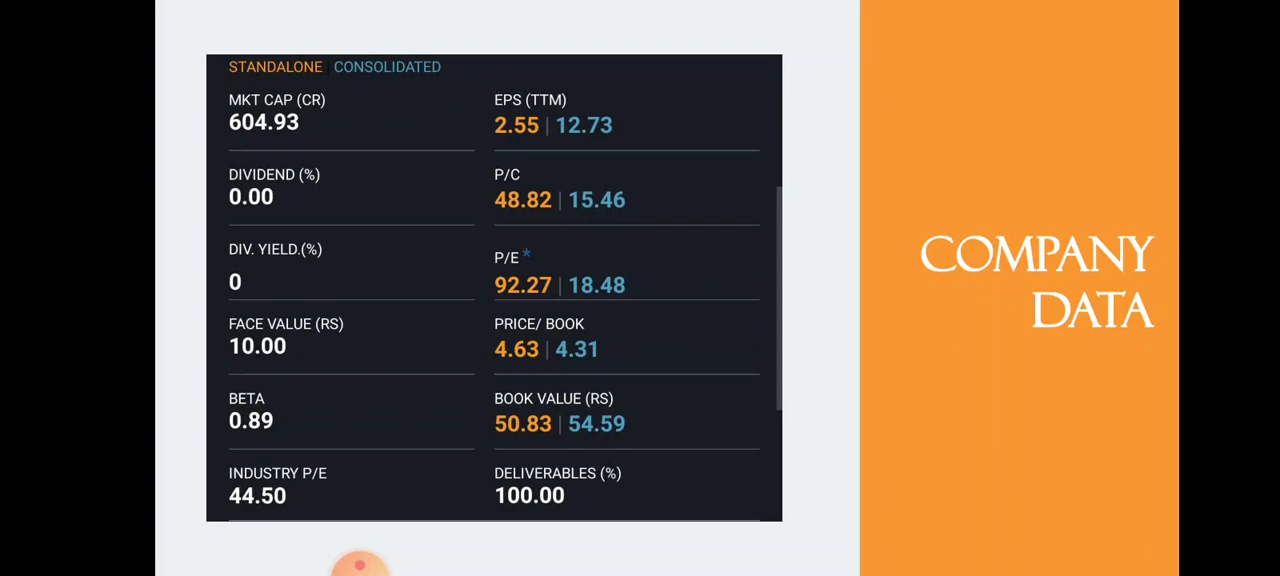 STANDALONE | CONSOLIDATED
MKT CAP (CR)
604.93
EPS (TTM)
2.55 | 12.73
DIVIDEND (%)
0.00
P/C
48.82 | 15.46
DIV. YIELD.(%)
0
P/E*
92.27 | 18.48
FACE VALUE (RS)
10.00
PRICE/ BOOK
4.63 | 4.31
BETA
0.89
BOOK VALUE (RS)
50.83 | 54.59
INDUSTRY P/E
44.50
DELIVERABLES (%)
100.00
COMPANY
DATA